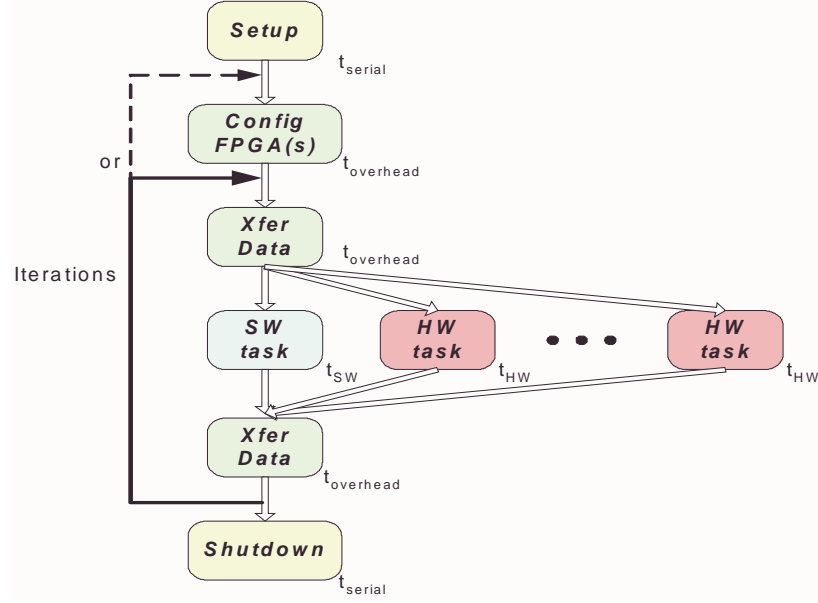 Setup
t_serial
Config
FPGA(s)
or
t_overhead
Xfer
Data
t_overhead
Iterations
SW
task
t_SW
HW
task
t_HW
HW
task
t_HW
Xfer
Data
t_overhead
Shutdown
t_serial